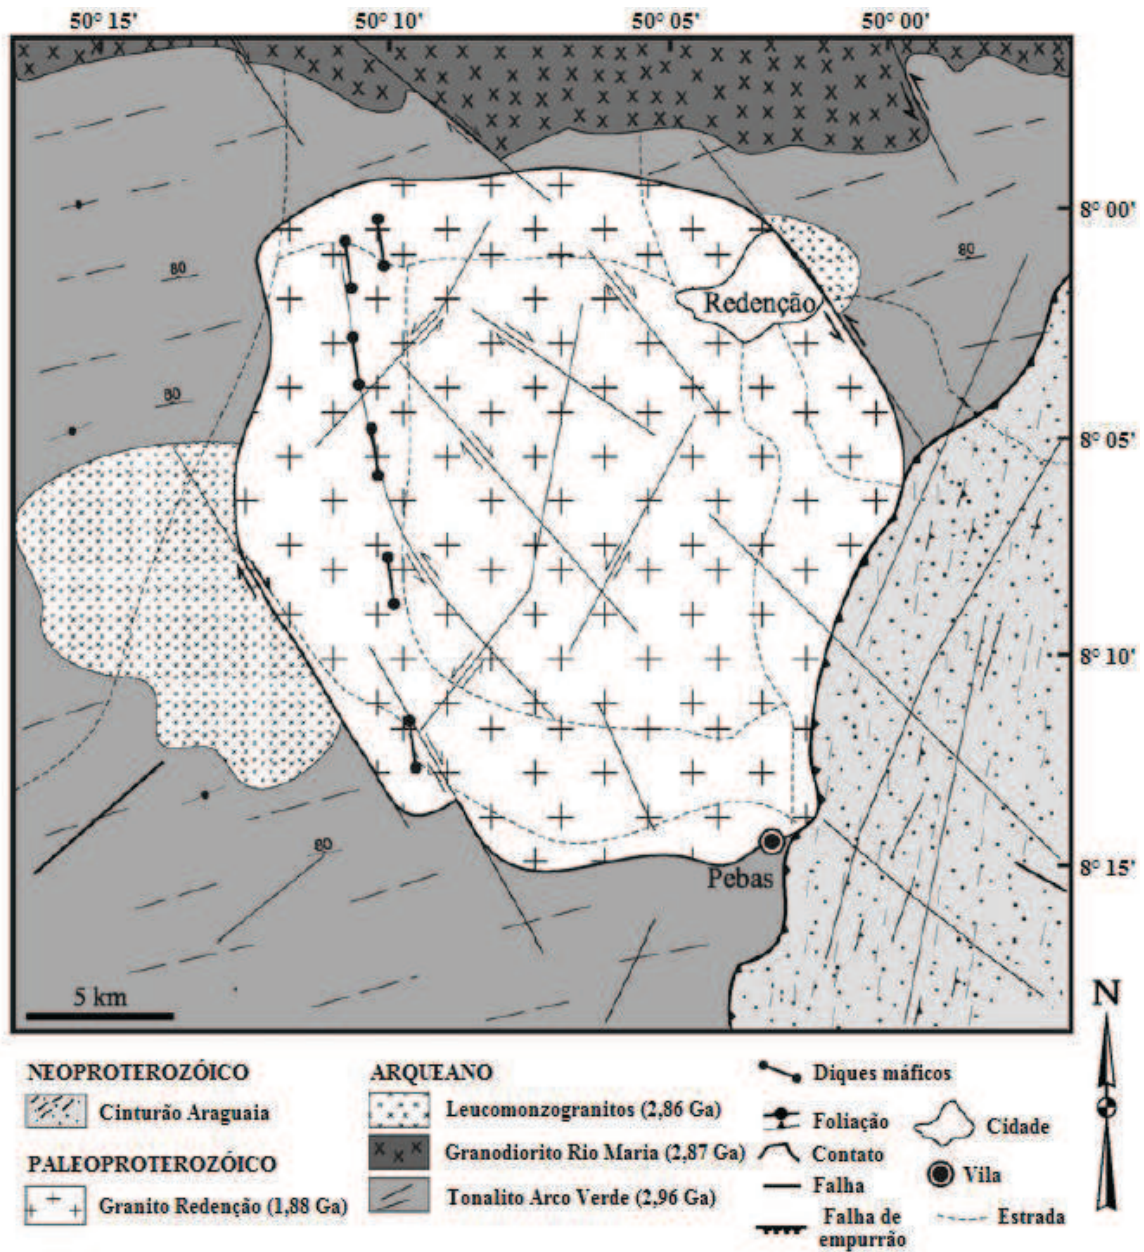 50° 15' 50° 10' 50° 05' 50° 00'
8° 00'
80
80
Redenção
80
8° 05'
8° 10'
80
8° 15'
Pebas
5 km
N
NEOPROTEROZÓICO
Cinturão Araguaia
PALEOPROTEROZÓICO
Granito Redenção (1,88 Ga)
ARQUEANO
Leucomonzogranitos (2,86 Ga)
Granodiorito Rio Maria (2,87 Ga)
Tonalito Arco Verde (2,96 Ga)
Diques máficos
Foliação
Contato
Falha
Falha de
empurrão
Cidade
Vila
Estrada